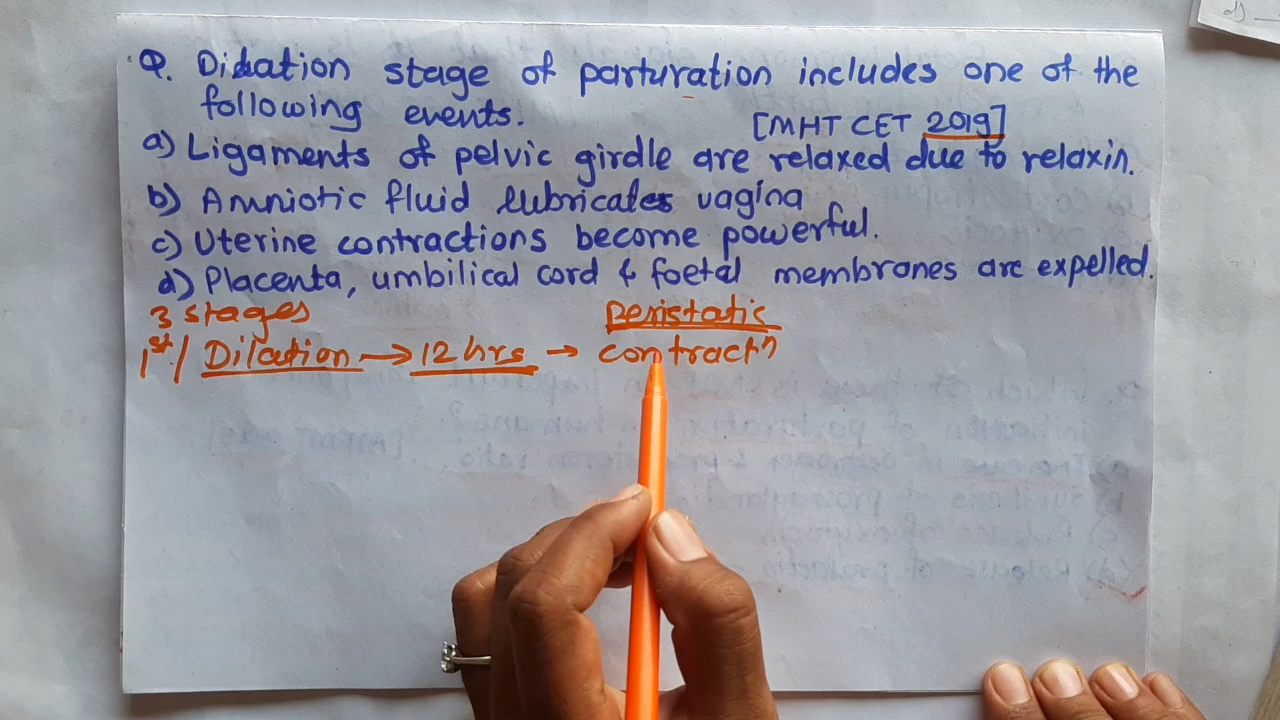 Q. Dilation stage of parturation includes one of the
following events. [MHT CET 2019]
a) Ligaments of pelvic girdle are relaxed due to relaxin.
b) Amniotic fluid lubricates vagina
c) Uterine contractions become powerful.
d) Placenta, umbilical cord & foetal membranes are expelled.
3 stages
peristatic
1st/ Dilation → 12 hrs → contractn